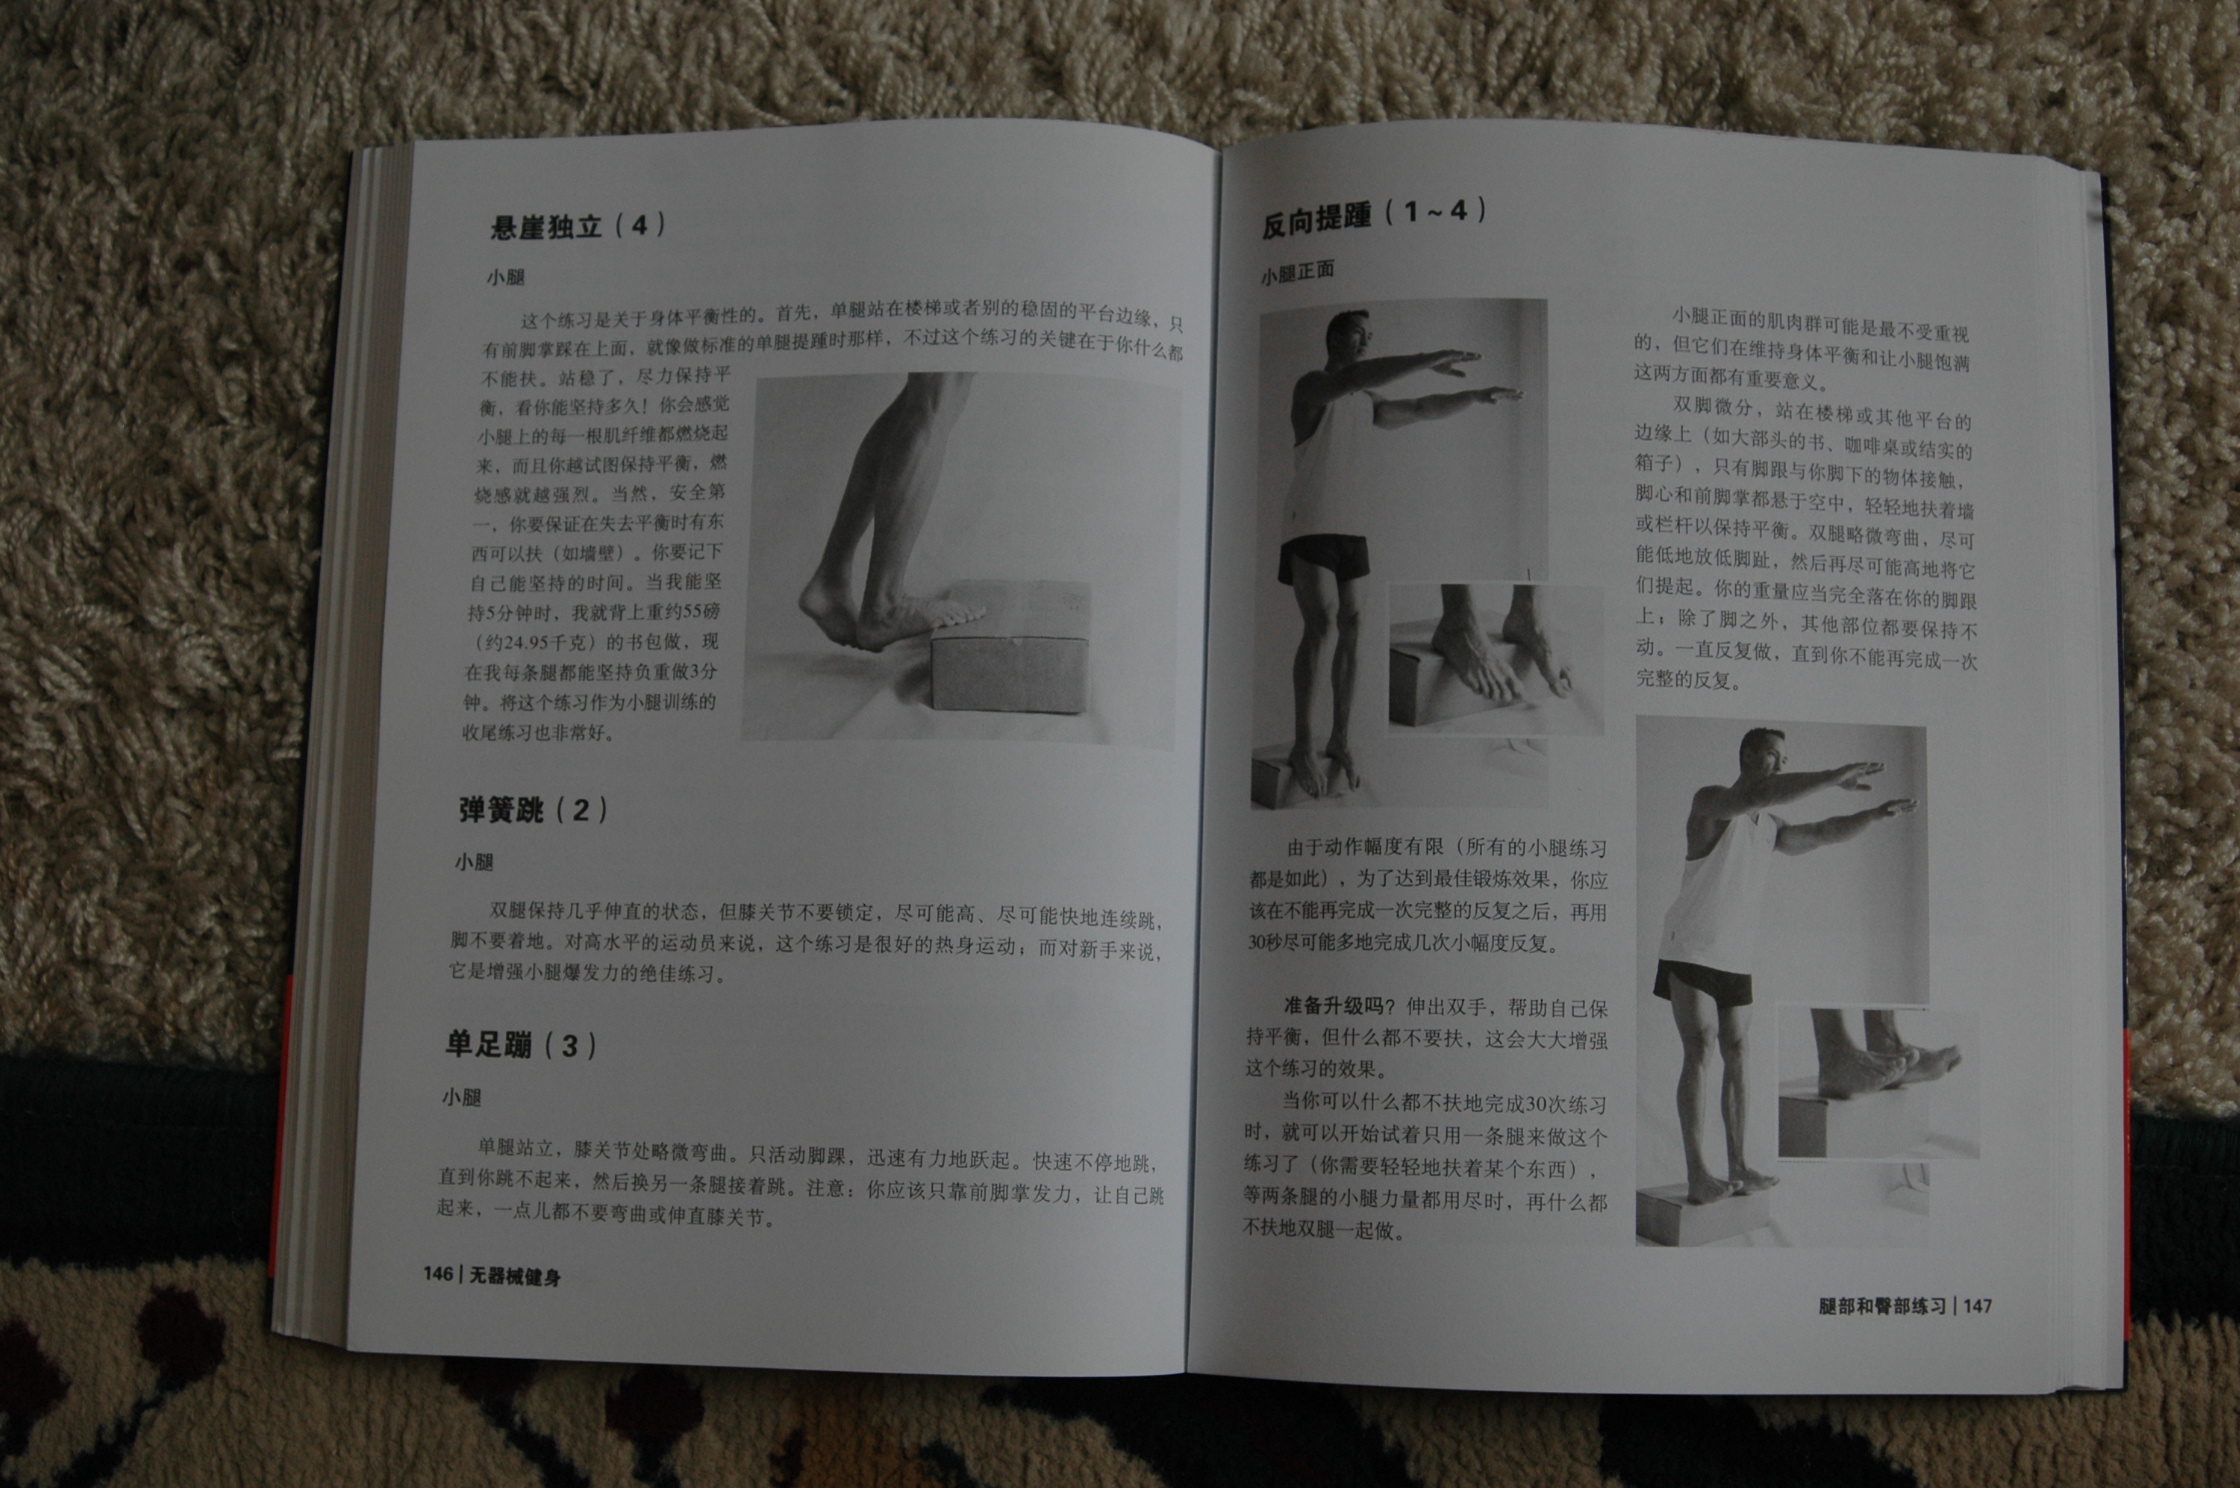 悬崖独立（4）
小腿
这个练习是关于身体平衡性的。首先，单腿站在楼梯或者别的稳固的平台边缘，只
有前脚掌踩在上面，就像做标准的单腿提踵时那样，不过这个练习的关键在于你什么都
不能扶。站稳了，尽力保持平
衡，看你能坚持多久！你会感觉
小腿上的每一根肌纤维都燃烧起
来，而且你越试图保持平衡，燃
烧感就越强烈。当然，安全第
一，你要保证在失去平衡时有东
西可以扶（如墙壁）。你要记下
自己能坚持的时间。当我能坚
持5分钟时，我就背上重约55磅
（约24.95千克）的书包做，现
在我每条腿都能坚持负重做3分
钟。将这个练习作为小腿训练的
收尾练习也非常好。
弹簧跳（2）
小腿
双腿保持几乎伸直的状态，但膝关节不要锁定，尽可能高、尽可能快地连续跳，
脚不要着地。对高水平的运动员来说，这个练习是很好的热身运动；而对新手来说，
它是增强小腿爆发力的绝佳练习。
单足蹦（3）
小腿
单腿站立，膝关节处略微弯曲。只活动脚踝，迅速有力地跃起。快速不停地跳，
直到你跳不起来，然后换另一条腿接着跳。注意：你应该只靠前脚掌发力，让自己跳
起来，一点儿都不要弯曲或伸直膝关节。
146 | 无器械健身
反向提踵（1～4）
小腿正面
小腿正面的肌肉群可能是最不受重视
的，但它们在维持身体平衡和让小腿饱满
这两方面都有重要意义。
双脚微分，站在楼梯或其他平台的
边缘上（如大部头的书、咖啡桌或结实的
箱子），只有脚跟与你脚下的物体接触，
脚心和前脚掌都悬于空中，轻轻地扶着墙
或栏杆以保持平衡。双腿略微弯曲，尽可
能低地放低脚趾，然后再尽可能高地将它
们提起。你的重量应当完全落在你的脚跟
上，除了脚之外，其他部位都要保持不
动。一直反复做，直到你不能再完成一次
完整的反复。
由于动作幅度有限（所有的小腿练习
都是如此），为了达到最佳锻炼效果，你应
该在不能再完成一次完整的反复之后，再用
30秒尽可能多地完成几次小幅度反复。
准备升级吗？伸出双手，帮助自己保
持平衡，但什么都不要扶，这会大大增强
这个练习的效果。
当你可以什么都不扶地完成30次练习
时，就可以开始试着只用一条腿来做这个
练习了（你需要轻轻地扶着某个东西），
等两条腿的小腿力量都用尽时，再什么都
不扶地双腿一起做。
腿部和臀部练习 | 147